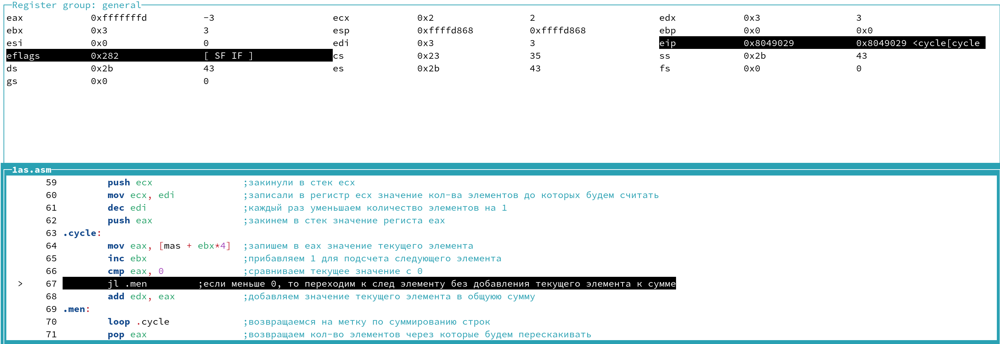 Register group: general
eax 0xfffffffd -3 ecx 0x2 2 edx 0x3 3
ebx 0x3 3 esp 0xffffd868 0xffffd868 ebp 0x0 0x0
esi 0x0 0 edi 0x3 3 eip 0x8049029 0x8049029 <cycle[cycle
eflags 0x282 [ SF IF ] cs 0x23 35 ss 0x2b 43
ds 0x2b 43 es 0x2b 43 fs 0x0 0
gs 0x0 0
1as.asm
59 push ecx ;закинули в стек ecx
60 mov ecx, edi ;записали в регистр ecx значение кол-ва элементов до которых будем считать
61 dec edi ;каждый раз уменьшаем количество элементов на 1
62 push eax ;закинем в стек значение региста eax
63 .cycle:
64 mov eax, [mas + ebx*4] ;запишем в eax значение текущего элемента
65 inc ebx ;прибавляем 1 для подсчета следующего элемента
66 cmp eax, 0 ;сравниваем текущее значение с 0
> 67 jl .men ;если меньше 0, то переходим к след элементу без добавления текущего элемента к сумме
68 add edx, eax ;добавляем значение текущего элемента в общуюю сумму
69 .men:
70 loop .cycle ;возвращаемся на метку по суммированию строк
71 pop eax ;возвращаем кол-во элементов через которые будем перескакивать